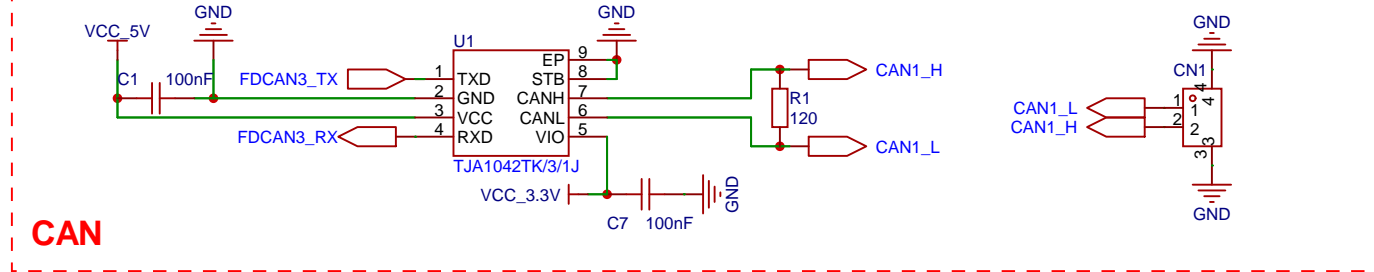 GND
VCC_5V
C1
100nF
FDCAN3_TX
FDCAN3_RX
U1
1
TXD
2
GND
3
VCC
4
RXD
EP
9
STB
8
CANH
7
CANL
6
VIO
5
TJA1042TK/3/1J
GND
VCC_3.3V
C7
100nF
GND
R1
120
CAN1_H
CAN1_L
GND
CN1
4
4
CAN1_L
1
1
CAN1_H
2
2
3
3
GND
CAN